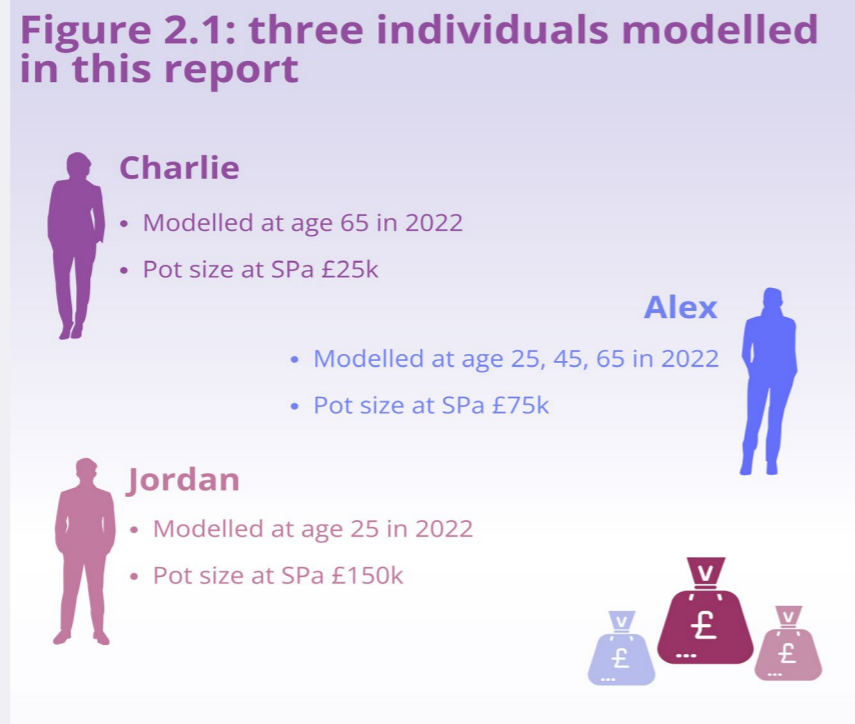 Figure 2.1: three individuals modelled
in this report
Charlie
• Modelled at age 65 in 2022
• Pot size at SPa £25k
Alex
• Modelled at age 25, 45, 65 in 2022
• Pot size at SPa £75k
Jordan
• Modelled at age 25 in 2022
• Pot size at SPa £150k
£
£
£